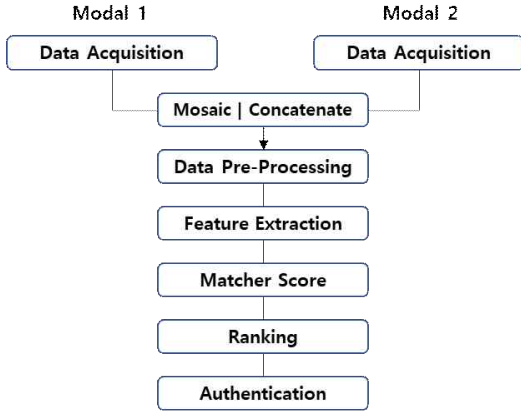 Modal 1
Modal 2
Data Acquisition
Data Acquisition
Mosaic | Concatenate
Data Pre-Processing
Feature Extraction
Matcher Score
Ranking
Authentication